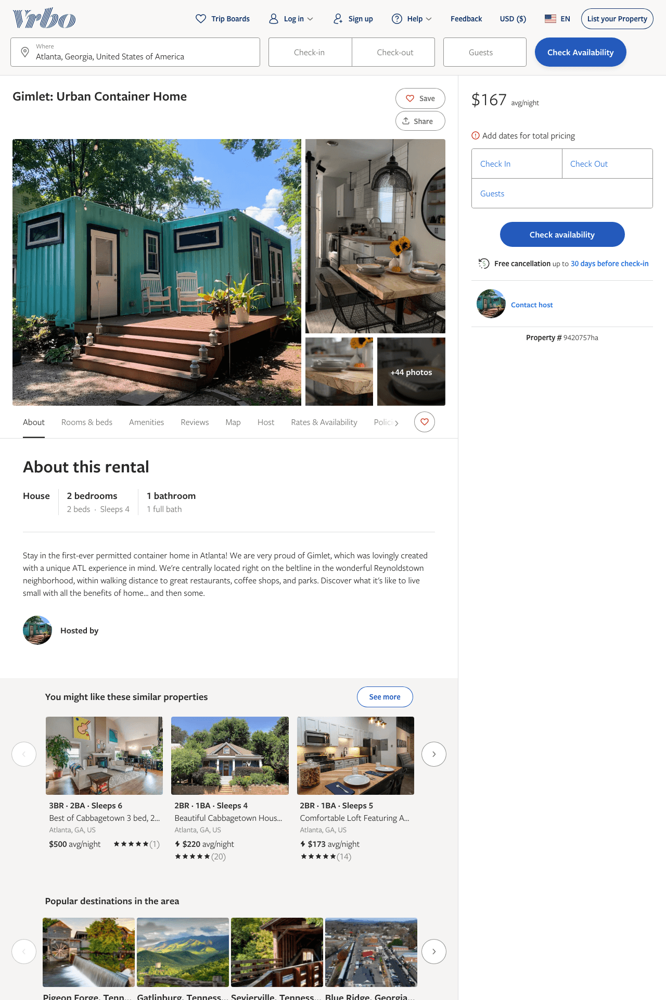 Vrbo
Trip Boards
Log in
Sign up
Help
Feedback
USD ($)
EN
List your Property
Where
Atlanta, Georgia, United States of America
Check-in
Check-out
Guests
Check Availability
Gimlet: Urban Container Home
Save
Share
+44 photos
$167 avg/night
Add dates for total pricing
Check In
Check Out
Guests
Check availability
Free cancellation up to 30 days before check-in
Contact host
Property # 9420757ha
About
Rooms & beds
Amenities
Reviews
Map
Host
Rates & Availability
Polici
About this rental
House
2 bedrooms
2 beds · Sleeps 4
1 bathroom
1 full bath
Stay in the first-ever permitted container home in Atlanta! We are very proud of Gimlet, which was lovingly created
with a unique ATL experience in mind. We're centrally located right on the beltline in the wonderful Reynoldstown
neighborhood, within walking distance to great restaurants, coffee shops, and parks. Discover what it's like to live
small with all the benefits of home... and then some.
Hosted by
You might like these similar properties
See more
3BR · 2BA · Sleeps 6
Best of Cabbagetown 3 bed, 2...
Atlanta, GA, US
$500 avg/night
(1)
2BR · 1BA · Sleeps 4
Beautiful Cabbagetown Hous...
Atlanta, GA, US
$220 avg/night
(20)
2BR · 1BA · Sleeps 5
Comfortable Loft Featuring A...
Atlanta, GA, US
$173 avg/night
(14)
Popular destinations in the area
Pigeon Forge, Tenn...
Gatlinburg, Tenness...
Sevierville, Tenness...
Blue Ridge, Georgia...